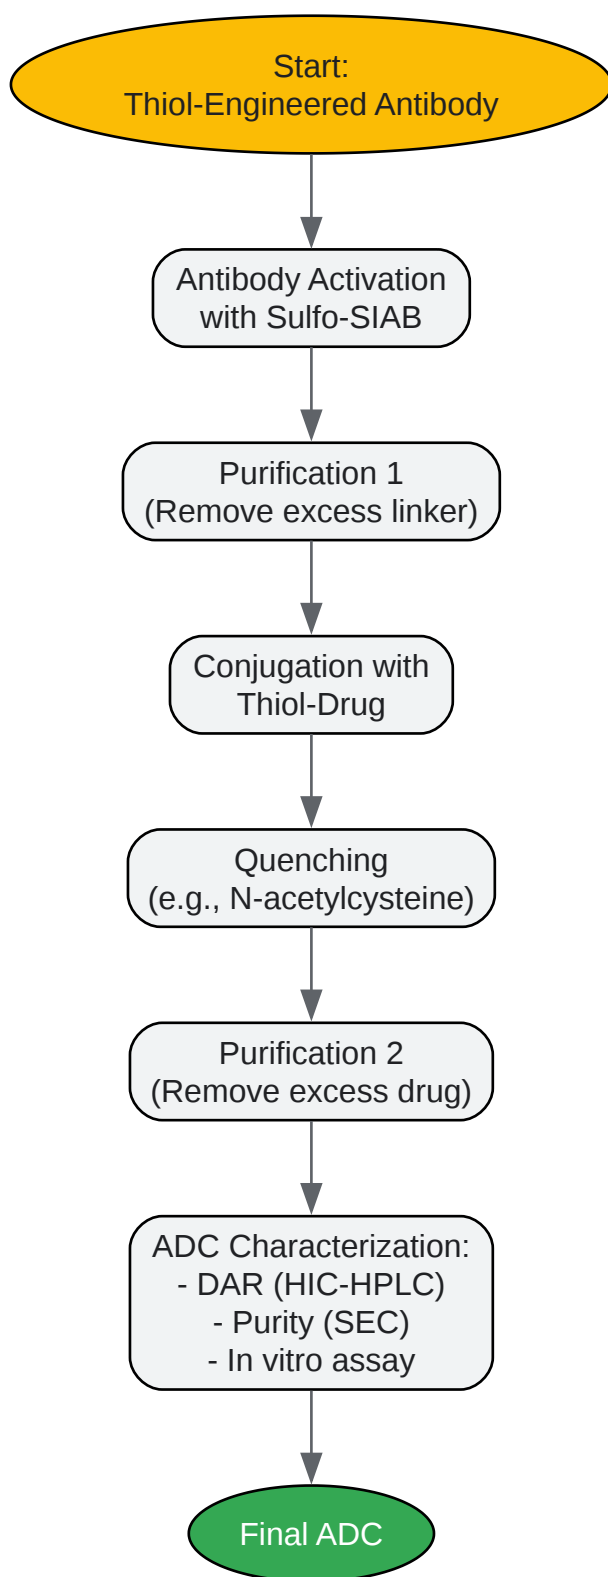 Start:
Thiol-Engineered Antibody
Antibody Activation
with Sulfo-SIAB
Purification 1
(Remove excess linker)
Conjugation with
Thiol-Drug
Quenching
(e.g., N-acetylcysteine)
Purification 2
(Remove excess drug)
ADC Characterization:
- DAR (HIC-HPLC)
- Purity (SEC)
- In vitro assay
Final ADC